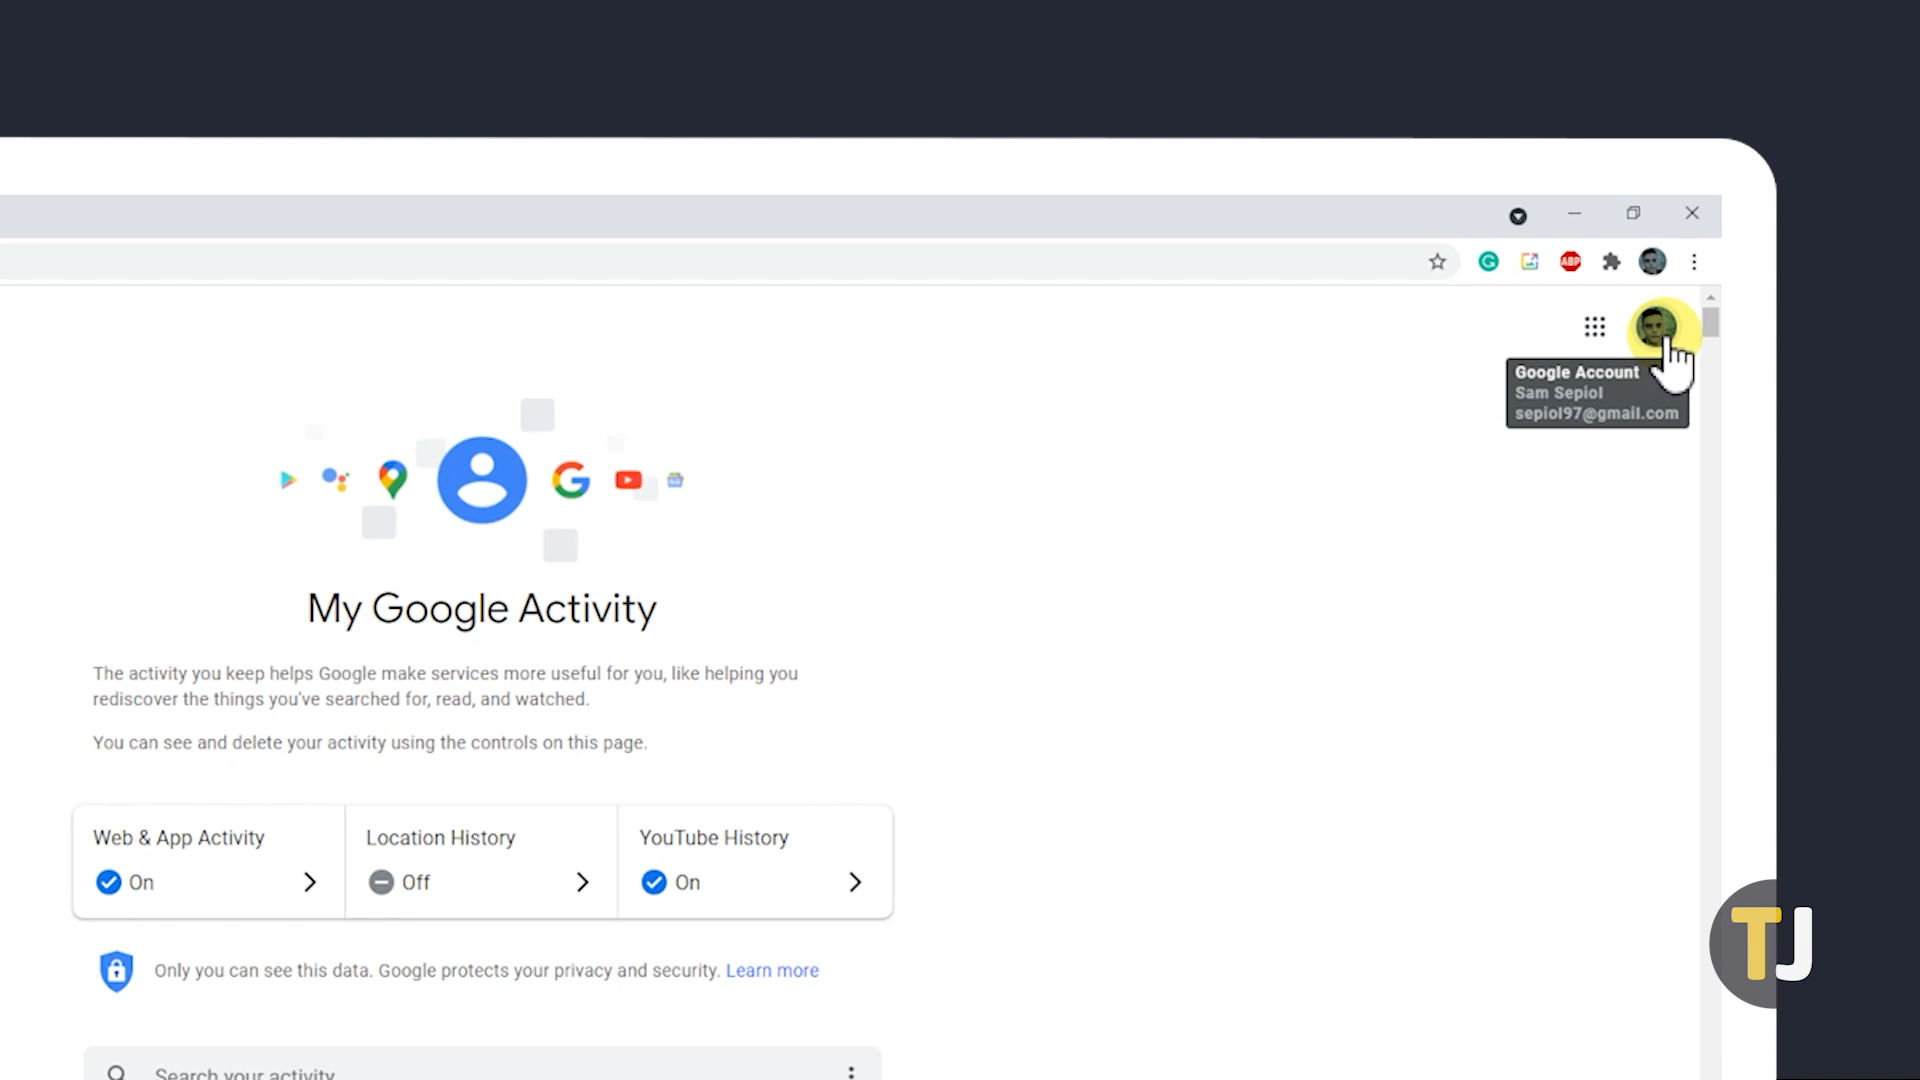 ABP
Google Account
Sam Sepiol
sepiol97@gmail.com
My Google Activity
The activity you keep helps Google make services more useful for you, like helping you
rediscover the things you've searched for, read, and watched.
You can see and delete your activity using the controls on this page.
Web & App Activity
On
Location History
Off
YouTube History
On
Only you can see this data. Google protects your privacy and security. Learn more
Search your activity
TJ